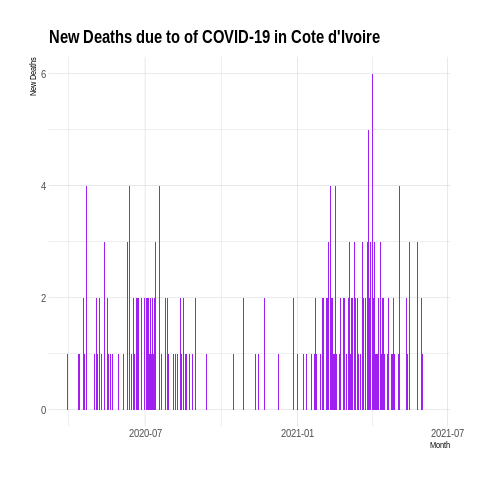 New Deaths due to of COVID-19 in Cote d'Ivoire
New Deaths
6
4
2
0
2020-07
2021-01
2021-07
Month